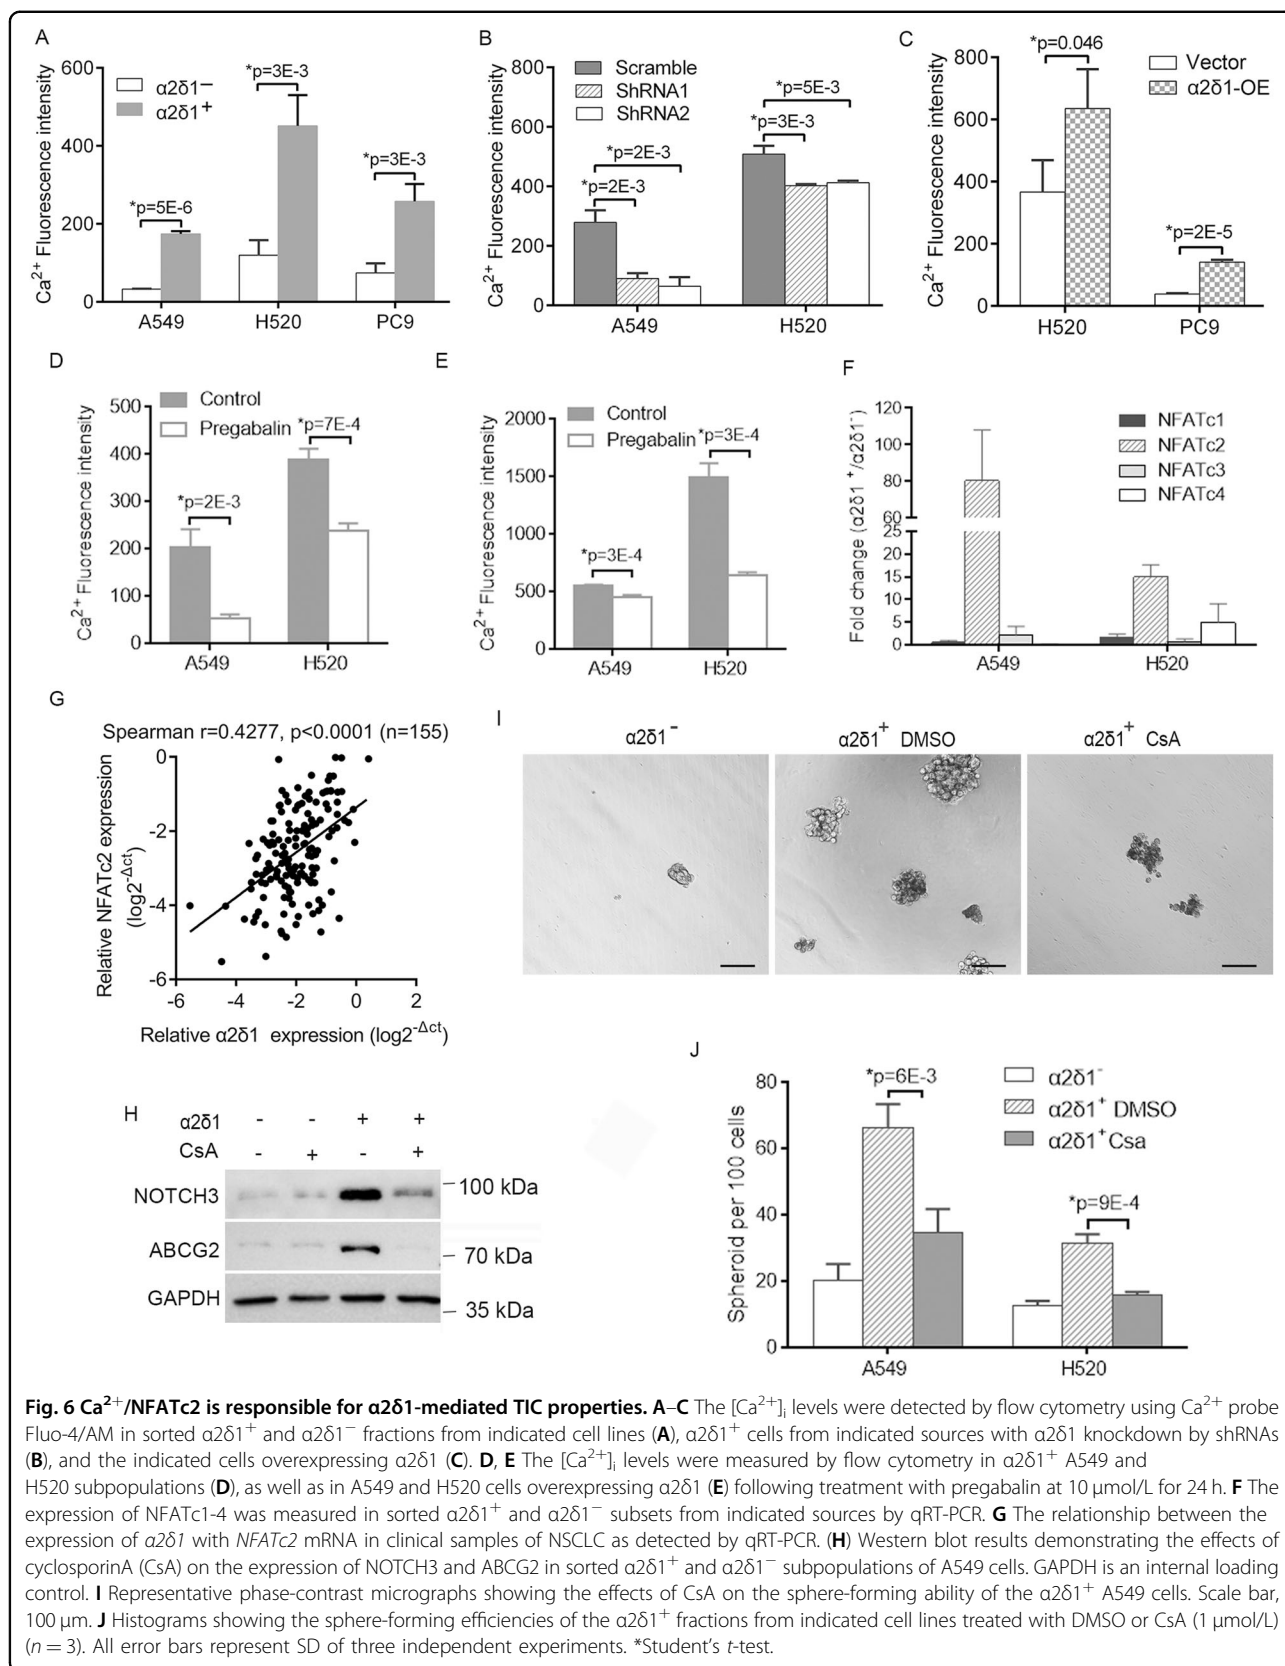 A
*p=3E-3
α2δ1−
α2δ1+
*p=3E-3
*p=5E-6
Ca2+ Fluorescence intensity
600
400
200
0
A549 H520 PC9
B
Scramble
ShRNA1
ShRNA2
*p=5E-3
*p=3E-3
*p=2E-3
*p=2E-3
Ca2+ Fluorescence intensity
800
600
400
200
0
A549 H520
C
*p=0.046
Vector
α2δ1-OE
*p=2E-5
Ca2+ Fluorescence intensity
800
600
400
200
0
H520 PC9
D
Control
Pregabalin
*p=7E-4
*p=2E-3
Ca2+ Fluorescence intensity
500
400
300
200
100
0
A549 H520
E
Control
Pregabalin
*p=3E-4
*p=3E-4
Ca2+ Fluorescence intensity
2000
1500
1000
500
0
A549 H520
F
NFATc1
NFATc2
NFATc3
NFATc4
Fold change (α2δ1+/α2δ1-)
120
100
80
60
25
20
15
10
5
0
A549 H520
G
Spearman r=0.4277, p<0.0001 (n=155)
Relative NFATc2 expression
(log2-Δct)
0
-2
-4
-6
-6 -4 -2 0 2
Relative α2δ1 expression (log2-Δct)
I
α2δ1- α2δ1+ DMSO α2δ1+ CsA
H
α2δ1 - - + +
CsA - + - +
NOTCH3 100 kDa
ABCG2 70 kDa
GAPDH 35 kDa
J
*p=6E-3
α2δ1-
α2δ1+ DMSO
α2δ1+ Csa
*p=9E-4
Spheroid per 100 cells
80
60
40
20
0
A549 H520
Fig. 6 Ca2+/NFATc2 is responsible for α2δ1-mediated TIC properties. A–C The [Ca2+]i levels were detected by flow cytometry using Ca2+ probe
Fluo-4/AM in sorted α2δ1+ and α2δ1− fractions from indicated cell lines (A), α2δ1+ cells from indicated sources with α2δ1 knockdown by shRNAs
(B), and the indicated cells overexpressing α2δ1 (C). D, E The [Ca2+]i levels were measured by flow cytometry in α2δ1+ A549 and
H520 subpopulations (D), as well as in A549 and H520 cells overexpressing α2δ1 (E) following treatment with pregabalin at 10 μmol/L for 24 h. F The
expression of NFATc1-4 was measured in sorted α2δ1+ and α2δ1− subsets from indicated sources by qRT-PCR. G The relationship between the
expression of α2δ1 with NFATc2 mRNA in clinical samples of NSCLC as detected by qRT-PCR. (H) Western blot results demonstrating the effects of
cyclosporinA (CsA) on the expression of NOTCH3 and ABCG2 in sorted α2δ1+ and α2δ1− subpopulations of A549 cells. GAPDH is an internal loading
control. I Representative phase-contrast micrographs showing the effects of CsA on the sphere-forming ability of the α2δ1+ A549 cells. Scale bar,
100 μm. J Histograms showing the sphere-forming efficiencies of the α2δ1+ fractions from indicated cell lines treated with DMSO or CsA (1 μmol/L)
(n = 3). All error bars represent SD of three independent experiments. *Student's t-test.